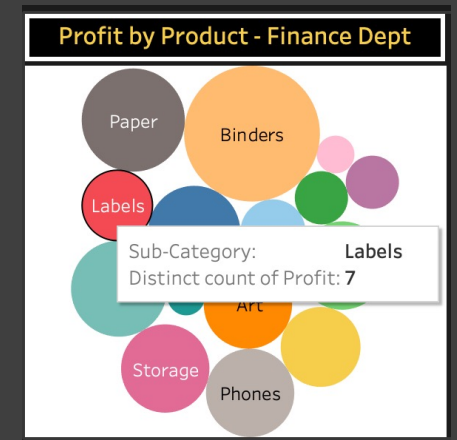 Profit by Product - Finance Dept
Paper
Binders
Labels
Sub-Category: Labels
Distinct count of Profit: 7
Art
Storage
Phones